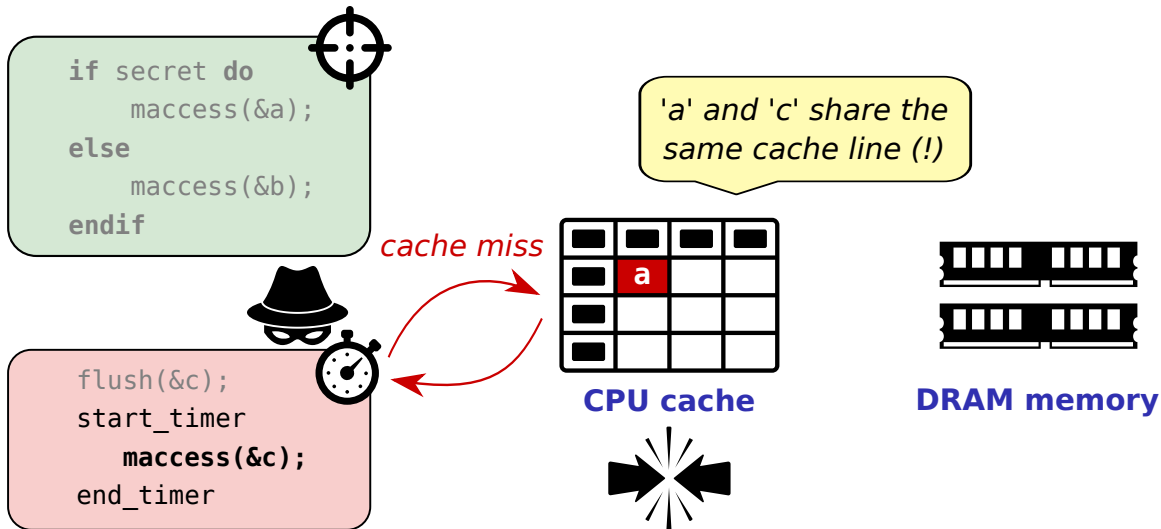 if secret do
maccess(&a);
else
maccess(&b);
endif
'a' and 'c' share the
same cache line (!)
cache miss
a
flush(&c);
start_timer
maccess(&c);
end_timer
CPU cache
DRAM memory